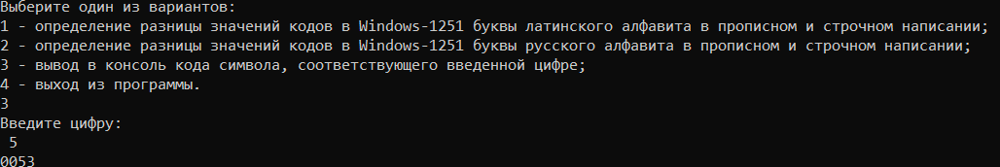 Выберите один из вариантов:
1 - определение разницы значений кодов в Windows-1251 буквы латинского алфавита в прописном и строчном написании;
2 - определение разницы значений кодов в Windows-1251 буквы русского алфавита в прописном и строчном написании;
3 - вывод в консоль кода символа, соответствующего введенной цифре;
4 - выход из программы.
3
Введите цифру:
5
0053